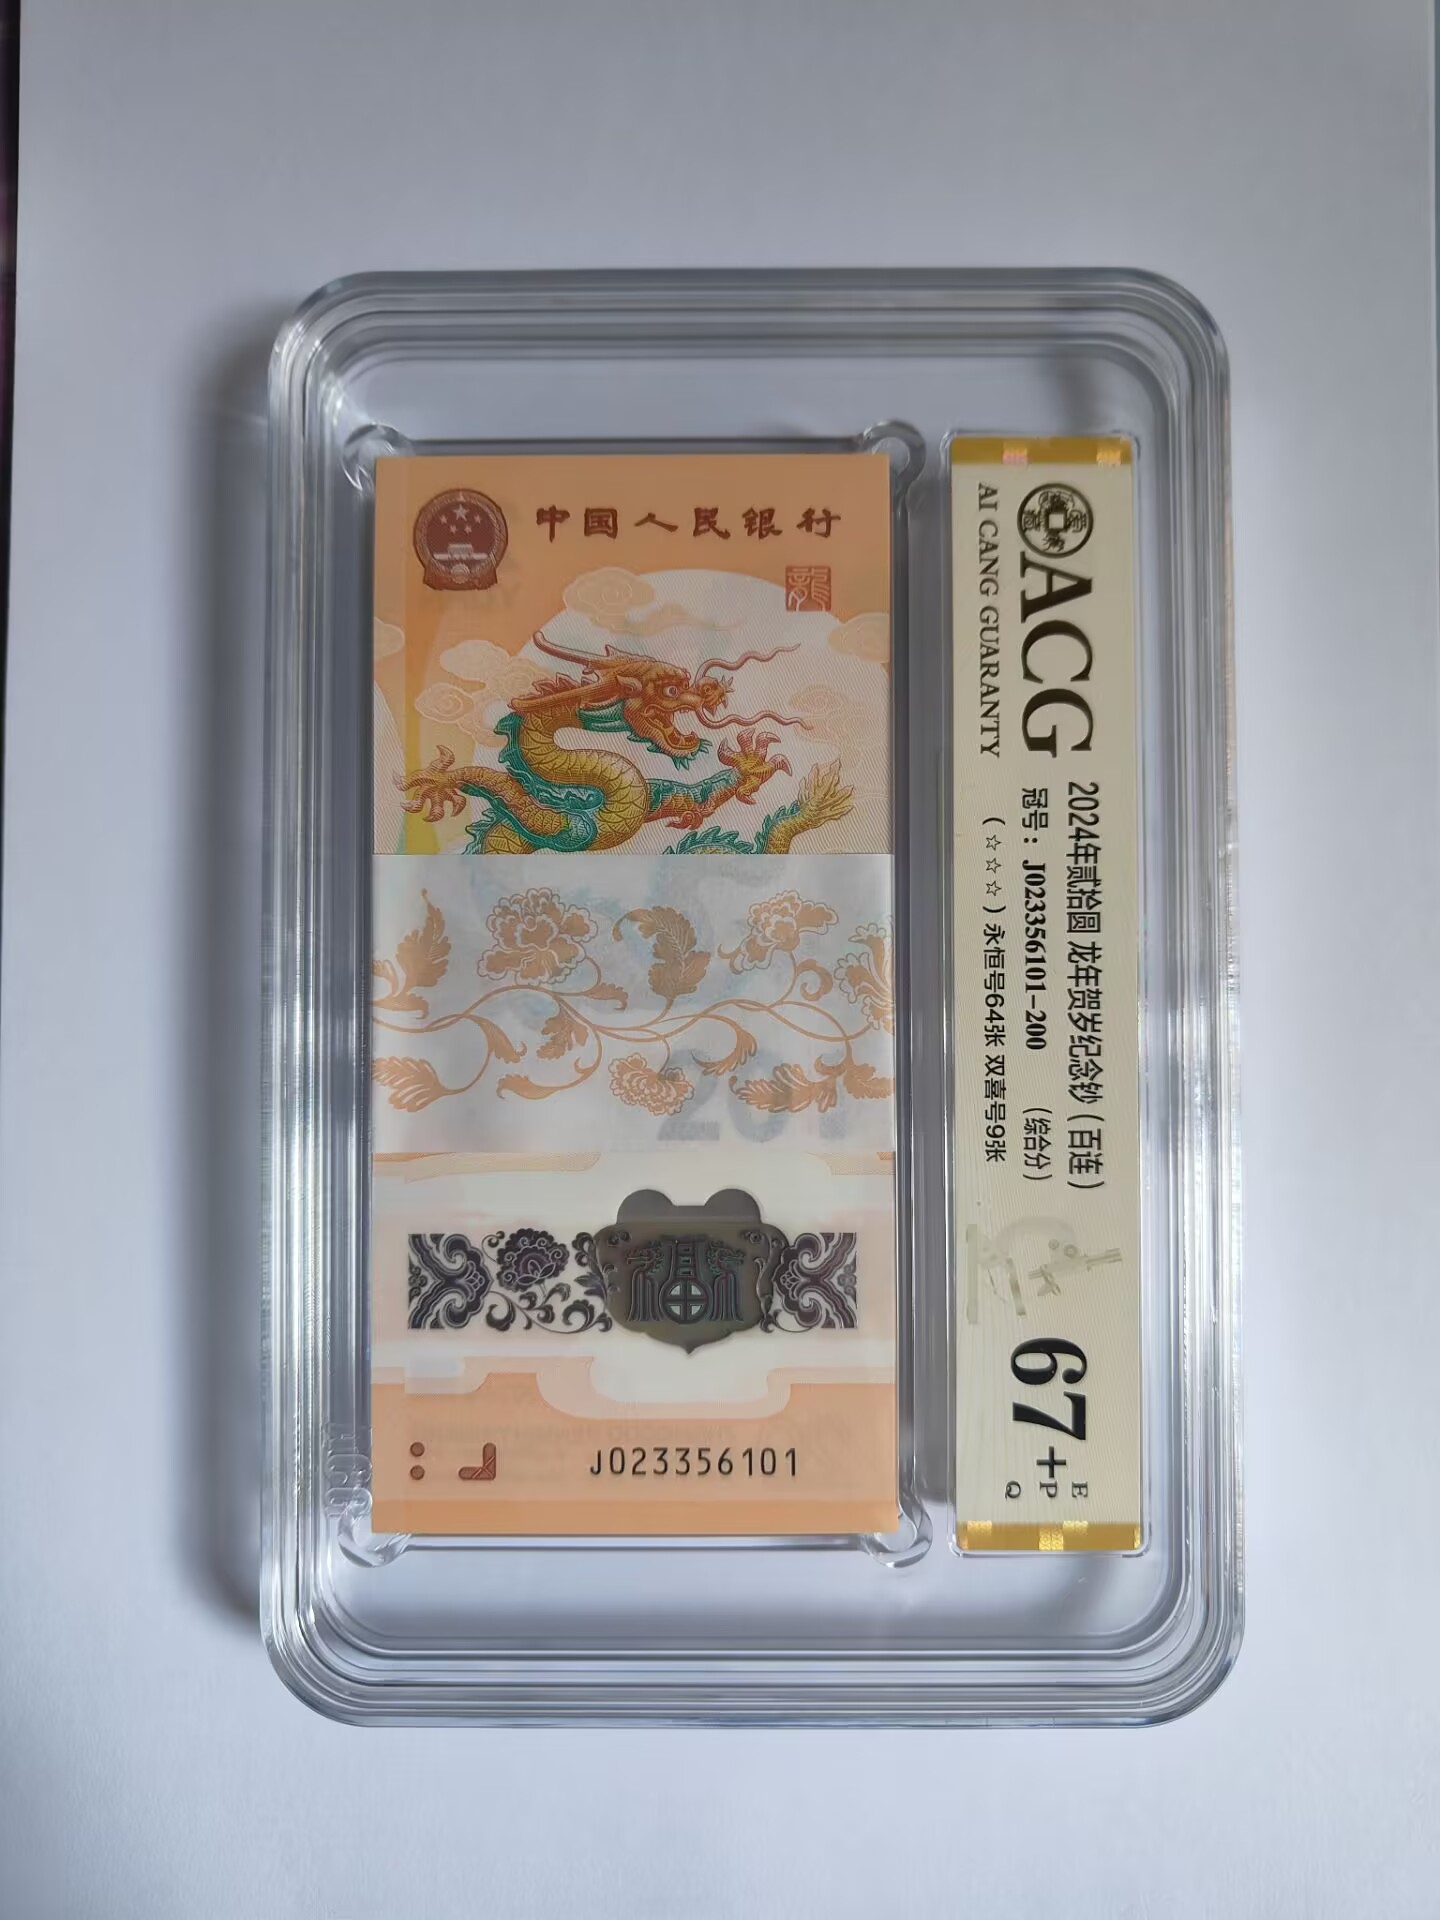 中国人民银行
龍
J023356101
ACG
AI CANG GUARANTY
2024年贰拾圆 龙年贺岁纪念钞（百连）
冠号：J023356101-200 （综合分）
（☆☆☆）永恒号64张 双喜号9张
67+
EPQ
ACG